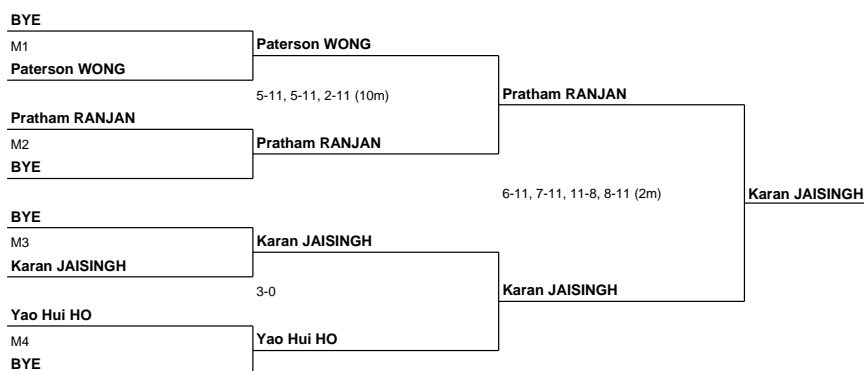 BYE
M1
Paterson WONG
Paterson WONG
5-11, 5-11, 2-11 (10m)
Pratham RANJAN
M2
BYE
Pratham RANJAN
Pratham RANJAN
6-11, 7-11, 11-8, 8-11 (2m)
Karan JAISINGH
BYE
M3
Karan JAISINGH
Karan JAISINGH
3-0
Karan JAISINGH
Yao Hui HO
M4
BYE
Yao Hui HO